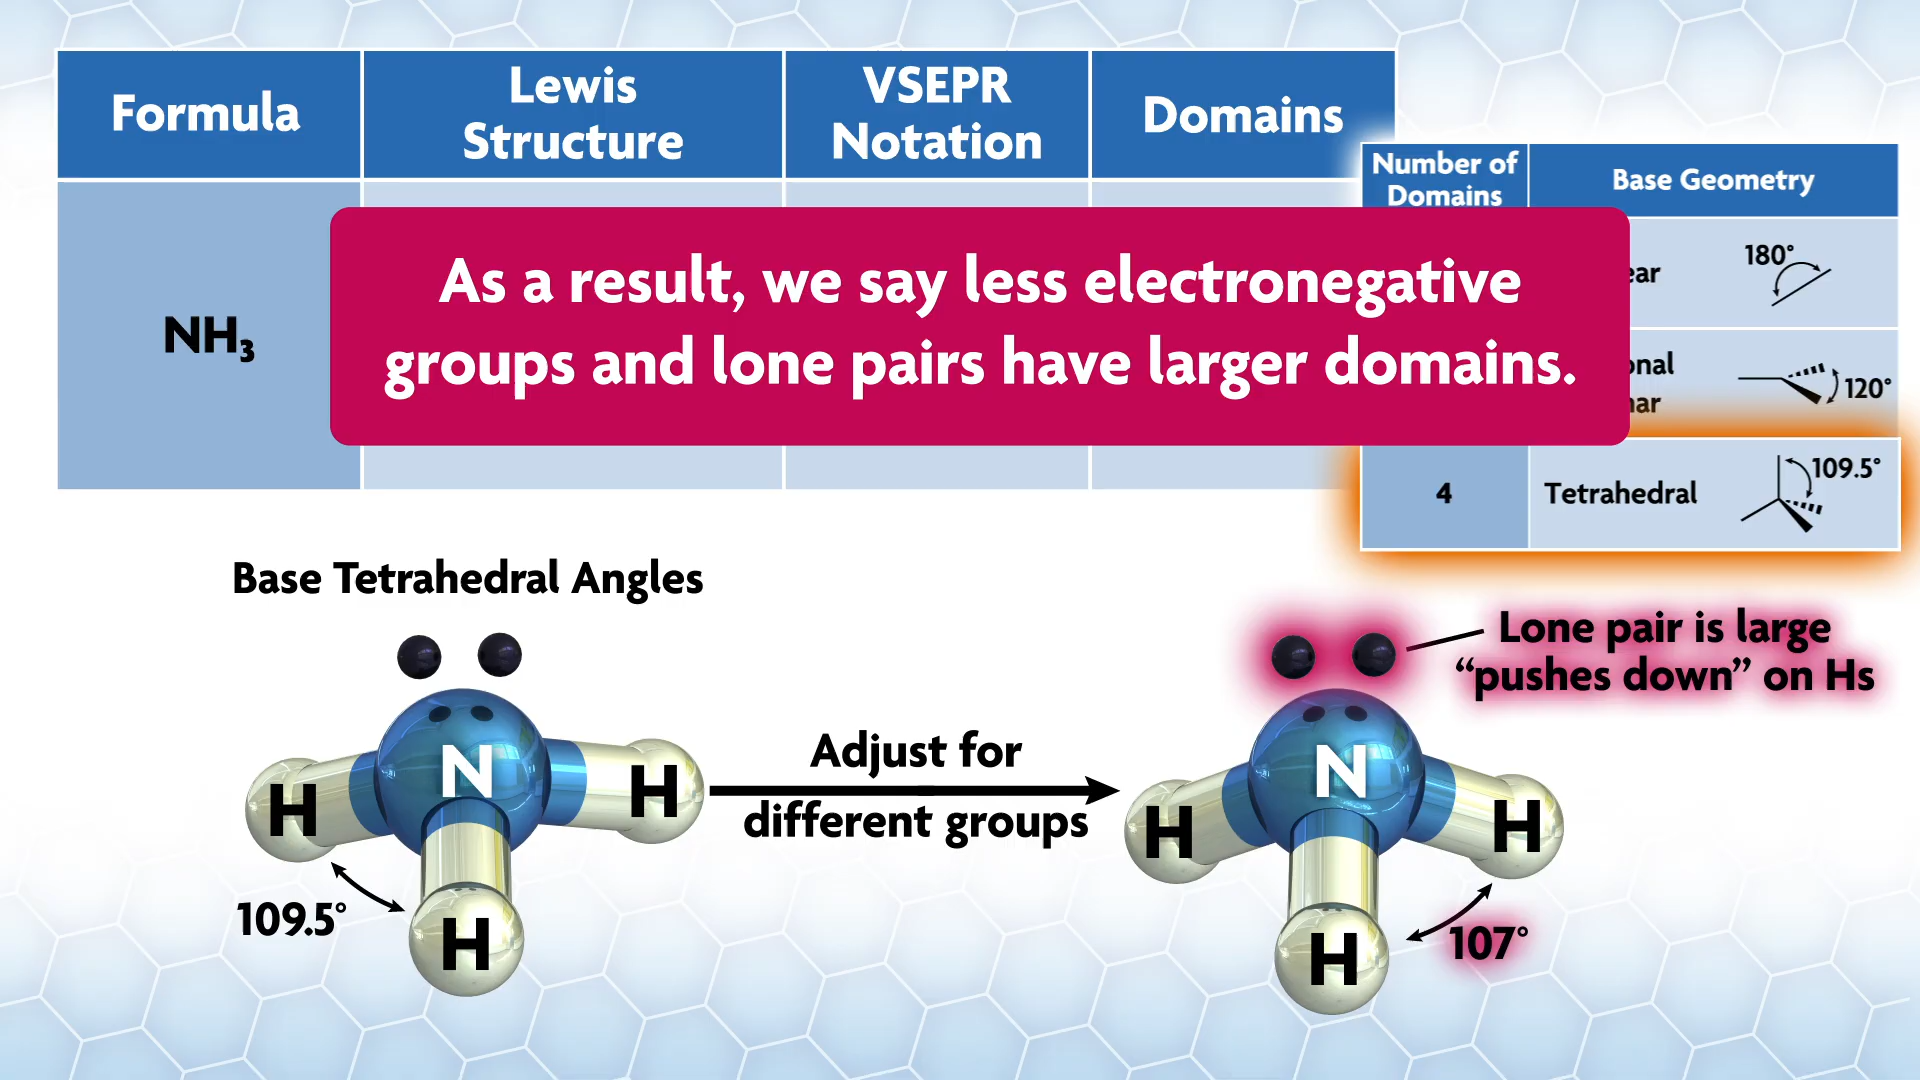 Formula
Lewis
Structure
VSEPR
Notation
Domains
Number of
Domains
Base Geometry
NH₃
As a result, we say less electronegative
groups and lone pairs have larger domains.
180°
120°
4
Tetrahedral
109.5°
Base Tetrahedral Angles
Lone pair is large
“pushes down” on Hs
N
H
H
H
109.5°
Adjust for
different groups
N
H
H
H
107°